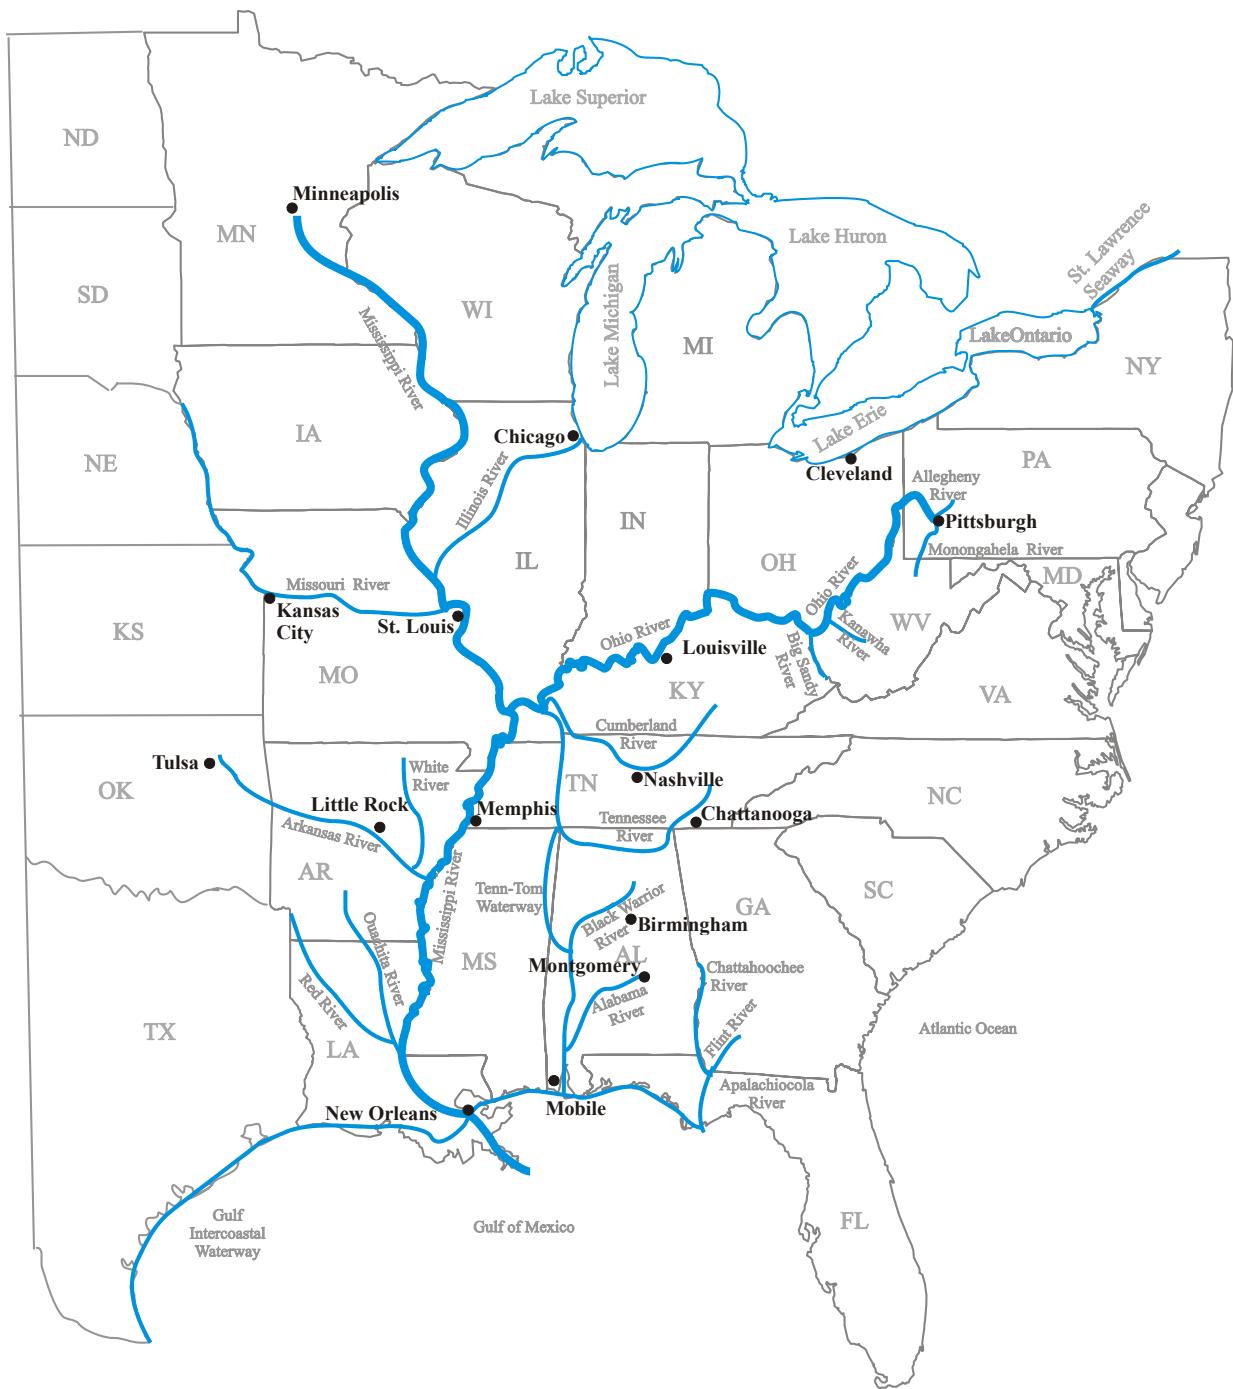 Lake Superior
ND
Minneapolis
MN
St. Lawrence
Seaway
Lake Huron
SD
WI
Lake Michigan
LakeOntario
MI
NY
Mississippi River
Lake Erie
IA
Chicago
NE
PA
Cleveland
Allegheny
River
Illinois River
IN
Pittsburgh
Monongahela River
IL
OH
MD
Missouri River
Ohio River
Kansas
City
St. Louis
KS
WV
Kanawha
River
Ohio River
Louisville
Big Sandy
River
MO
KY
VA
Cumberland
River
Tulsa
White
River
TN
Nashville
OK
NC
Little Rock
Memphis
Chattanooga
Arkansas River
Tennessee
River
AR
Mississippi River
Tenn-Tom
Waterway
SC
Black Warrior
River
GA
Birmingham
Ouachita River
MS
AL
Montgomery
Chattahoochee
River
Red River
Alabama
River
Flint River
TX
Atlantic Ocean
LA
Apalachiocola
River
New Orleans
Mobile
Gulf
Intercoastal
Waterway
Gulf of Mexico
FL